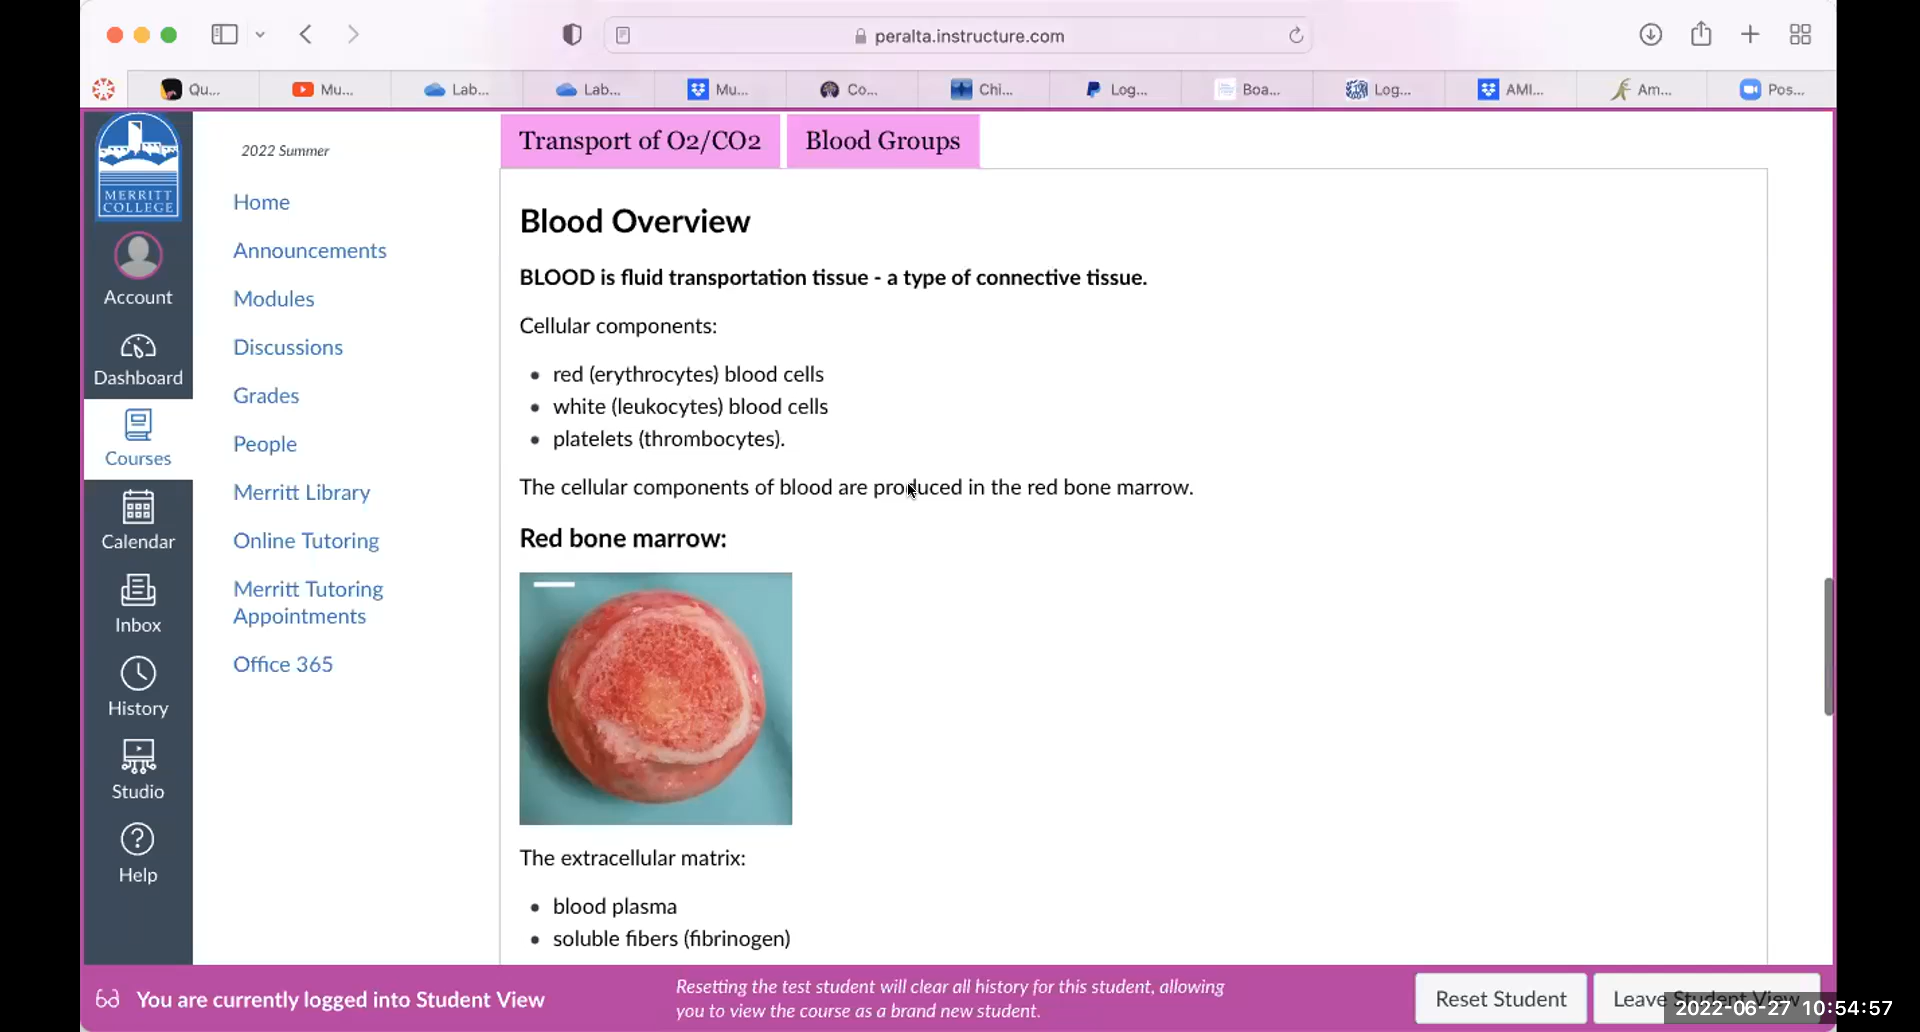 peralta.instructure.com
Qu...
Mu...
Lab...
Lab...
Mu...
Co...
Chi...
Log...
Boa...
Log...
AMI...
Am...
Pos...
MERRITT
COLLEGE
Account
Dashboard
Courses
Calendar
Inbox
History
Studio
Help
2022 Summer
Home
Announcements
Modules
Discussions
Grades
People
Merritt Library
Online Tutoring
Merritt Tutoring
Appointments
Office 365
Transport of O2/CO2
Blood Groups
Blood Overview
BLOOD is fluid transportation tissue - a type of connective tissue.
Cellular components:
red (erythrocytes) blood cells
white (leukocytes) blood cells
platelets (thrombocytes).
The cellular components of blood are produced in the red bone marrow.
Red bone marrow:
The extracellular matrix:
blood plasma
soluble fibers (fibrinogen)
You are currently logged into Student View
Resetting the test student will clear all history for this student, allowing
you to view the course as a brand new student.
Reset Student
Leave Student View
2022-06-27 10:54:57